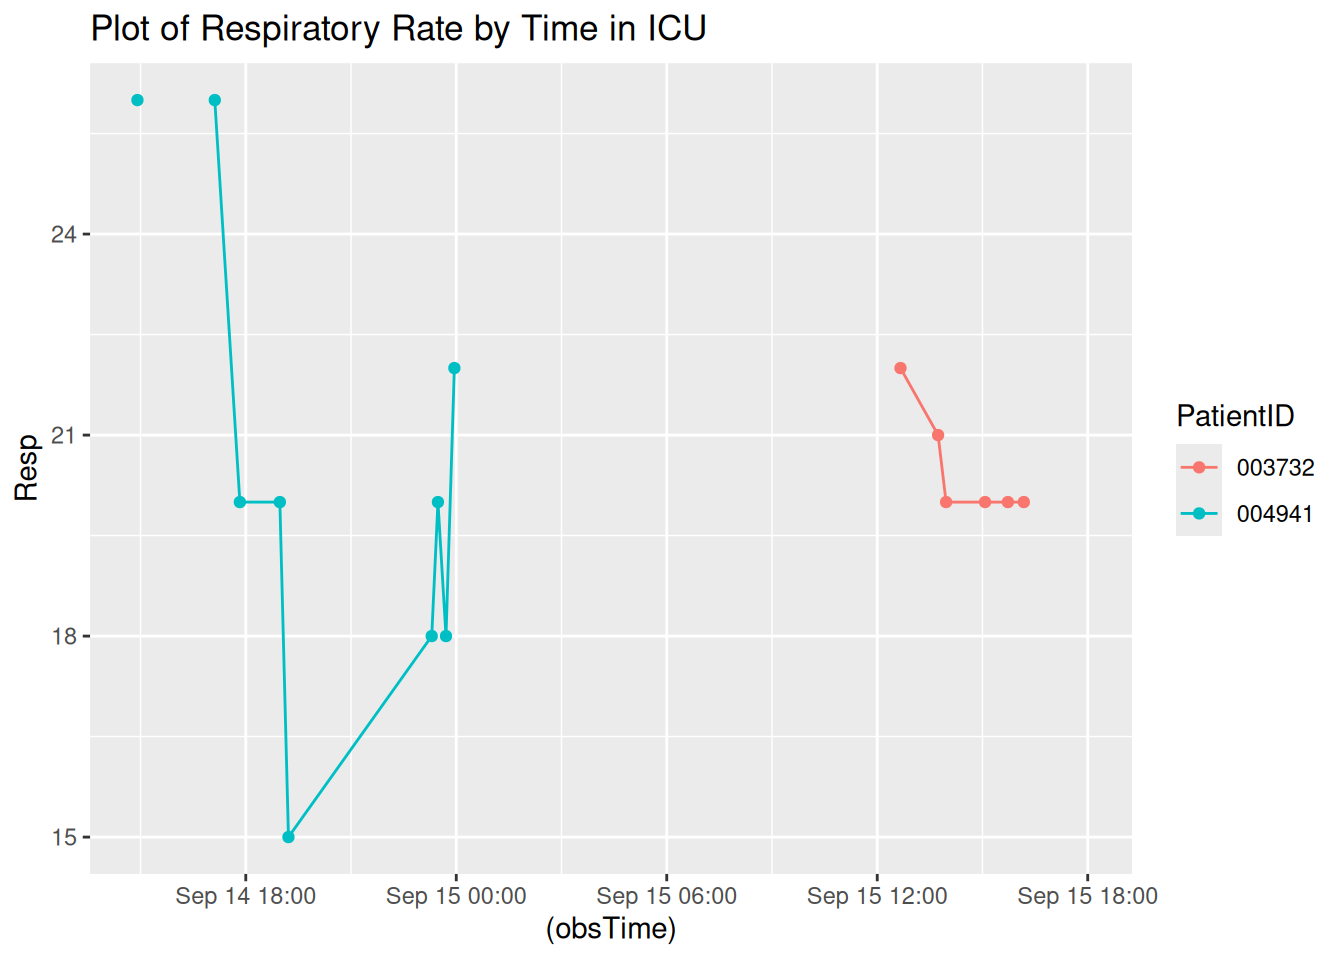 Plot of Respiratory Rate by Time in ICU
24
21
18
15
Resp
Sep 14 18:00 Sep 15 00:00 Sep 15 06:00 Sep 15 12:00 Sep 15 18:00
(obsTime)
PatientID
003732
004941